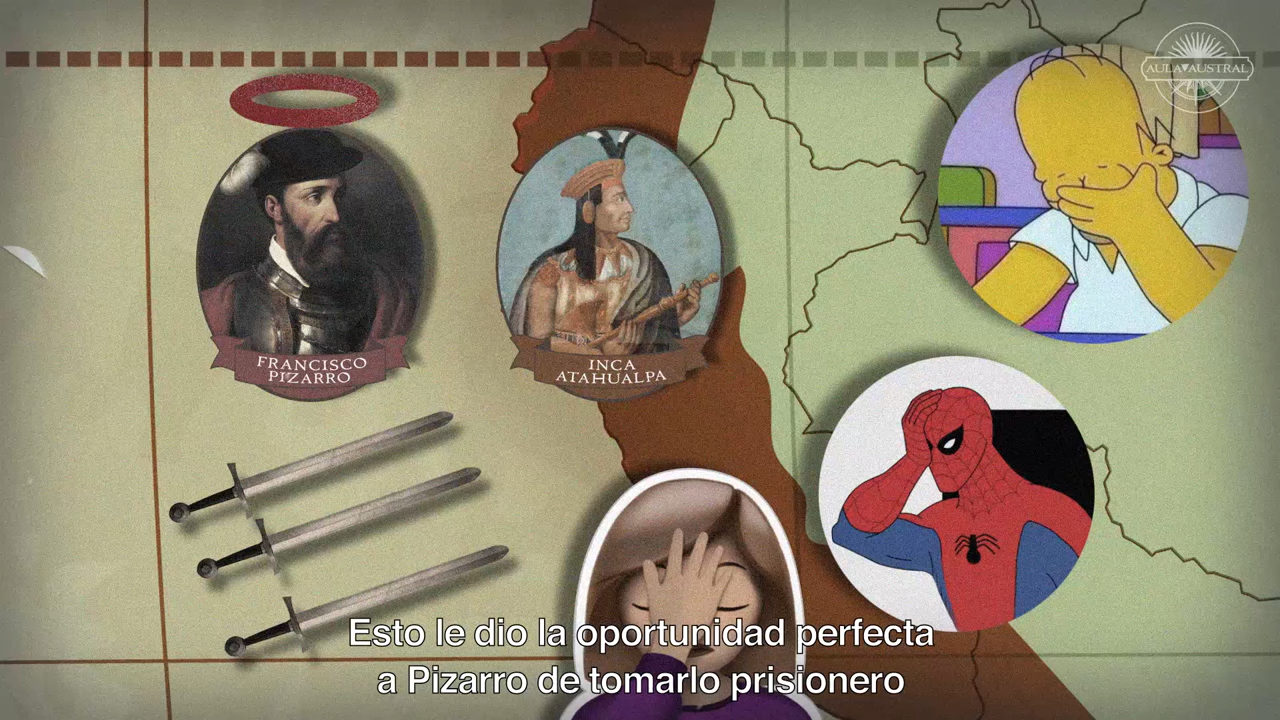 AULA AUSTRAL
FRANCISCO
PIZARRO
INCA
ATAHUALPA
Esto le dio la oportunidad perfecta
a Pizarro de tomarlo prisionero